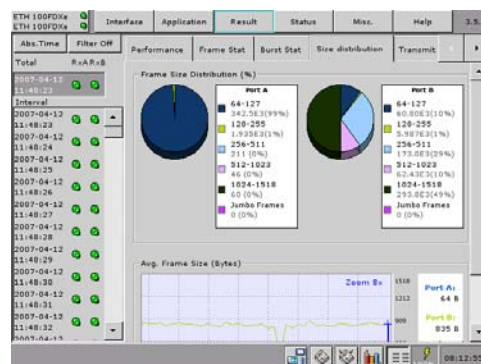 ETH 100FDXe
ETH 100FDXe
Interface Application Result Status Misc. Help 3.5.
Abs.Time Filter Off
Performance Frame Stat Burst Stat Size distribution Transmit
Total RxA RxB
2007-04-12
11:48:23
Interval
2007-04-12
11:48:23
2007-04-12
11:48:24
2007-04-12
11:48:25
2007-04-12
11:48:26
2007-04-12
11:48:27
2007-04-12
11:48:28
2007-04-12
11:48:29
2007-04-12
11:48:30
2007-04-12
11:48:31
2007-04-12
11:48:32
2007-04-12
Frame Size Distribution (%)
Port A
64-127
342.5E3(99%)
128-255
1.935E3(1%)
256-511
211 (0%)
512-1023
46 (0%)
1024-1518
60 (0%)
Jumbo Frames
0 (0%)
Port B
64-127
60.80E3(10%)
128-255
5.987E3(1%)
256-511
173.0E3(29%)
512-1023
62.43E3(10%)
1024-1518
293.8E3(49%)
Jumbo Frames
0 (0%)
Avg. Frame Size (Bytes)
Zoom 8x
1518
1212
909
Port A:
64 B
Port B:
835 B
08:12:55